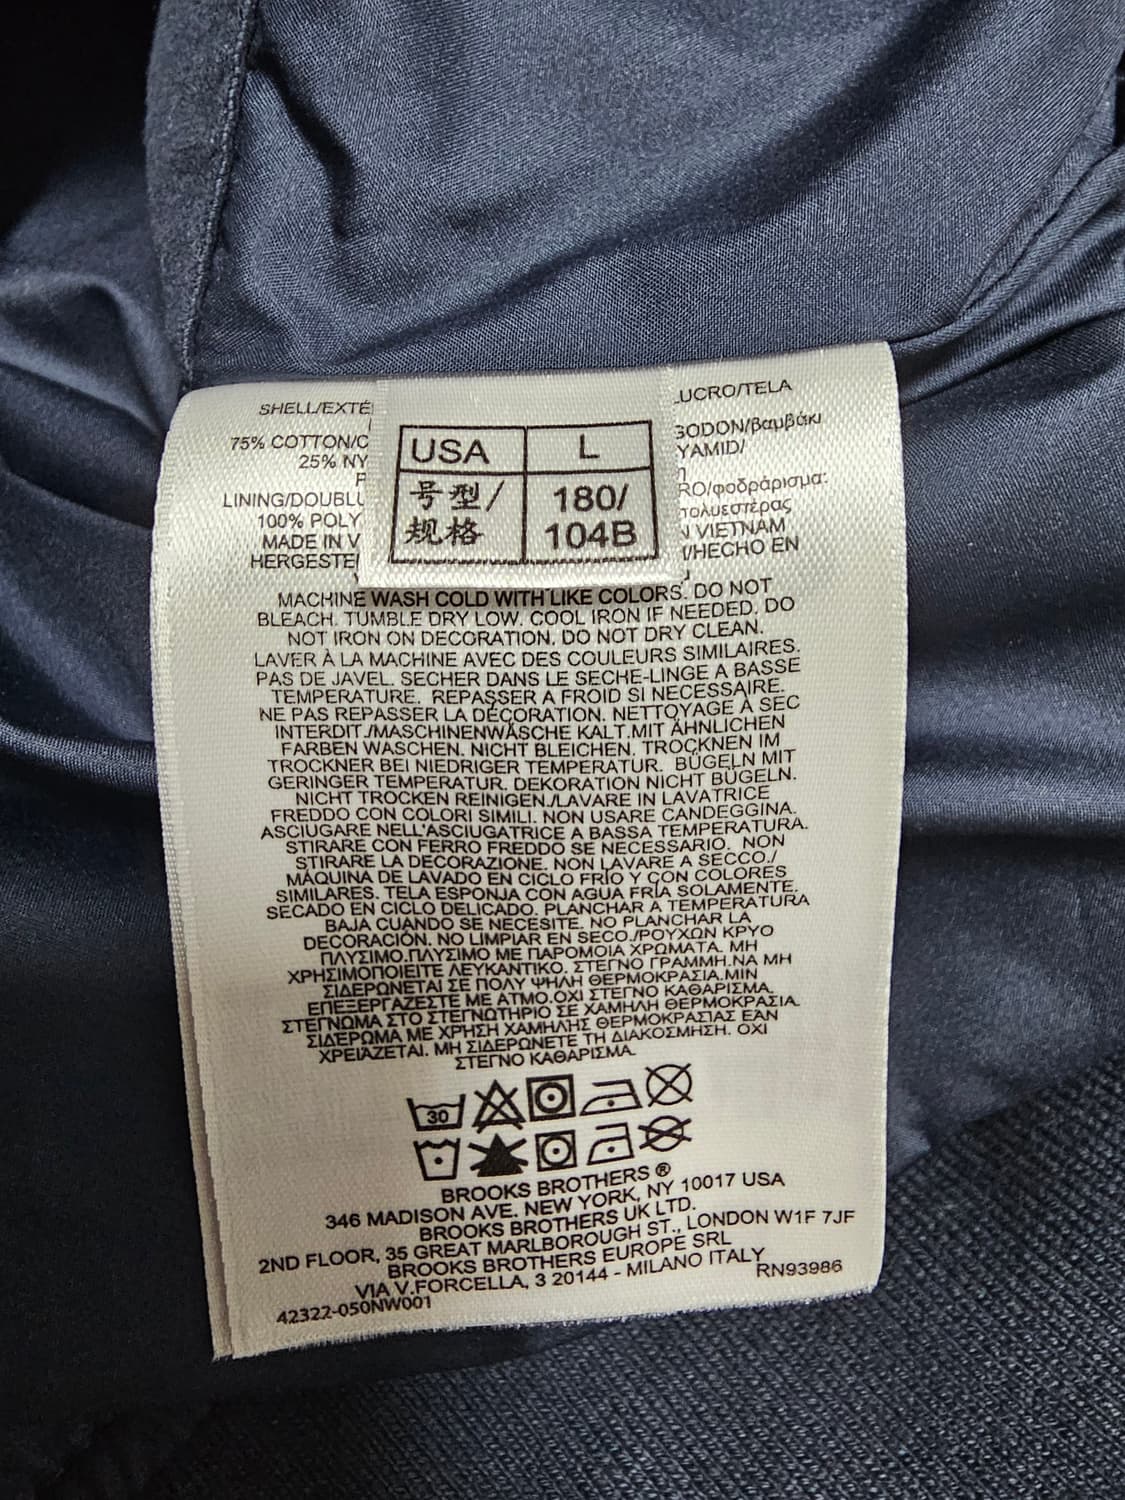 SHELL/EXTÉ
LUCRO/TELA
75% COTTON/C
GODON/βαμβάκι
25% NY
YAMID/
LINING/DOUBLU
RO/φοδράρισμα:
100% POLY
πολυεστέρας
MADE IN V
N VIETNAM
HERGESTE
/HECHO EN
USA L
号型/ 180/
规格 104B
MACHINE WASH COLD WITH LIKE COLORS. DO NOT
BLEACH. TUMBLE DRY LOW. COOL IRON IF NEEDED. DO
NOT IRON ON DECORATION. DO NOT DRY CLEAN.
LAVER À LA MACHINE AVEC DES COULEURS SIMILAIRES.
PAS DE JAVEL. SECHER DANS LE SECHE-LINGE A BASSE
TEMPERATURE. REPASSER A FROID SI NECESSAIRE.
NE PAS REPASSER LA DÉCORATION. NETTOYAGE À SEC
INTERDIT./MASCHINENWÄSCHE KALT.MIT ÄHNLICHEN
FARBEN WASCHEN. NICHT BLEICHEN. TROCKNEN IM
TROCKNER BEI NIEDRIGER TEMPERATUR. BÜGELN MIT
GERINGER TEMPERATUR. DEKORATION NICHT BÜGELN.
NICHT TROCKEN REINIGEN./LAVARE IN LAVATRICE
FREDDO CON COLORI SIMILI. NON USARE CANDEGGINA.
ASCIUGARE NELL'ASCIUGATRICE A BASSA TEMPERATURA.
STIRARE CON FERRO FREDDO SE NECESSARIO. NON
STIRARE LA DECORAZIONE. NON LAVARE A SECCO./
MÁQUINA DE LAVADO EN CICLO FRÍO Y CON COLORES
SIMILARES. TELA ESPONJA CON AGUA FRÍA SOLAMENTE.
SECADO EN CICLO DELICADO. PLANCHAR A TEMPERATURA
BAJA CUANDO SE NECESITE. NO PLANCHAR LA
DECORACIÓN. NO LIMPIAR EN SECO./ΡΟΥΧΩΝ ΚΡΥΟ
ΠΛΥΣΙΜΟ.ΠΛΥΣΙΜΟ ΜΕ ΠΑΡΟΜΟΙΑ ΧΡΩΜΑΤΑ. ΜΗ
ΧΡΗΣΙΜΟΠΟΙΕΙΤΕ ΛΕΥΚΑΝΤΙΚΟ. ΣΤΕΓΝΟ ΓΡΑΜΜΗ.ΝΑ ΜΗ
ΣΙΔΕΡΩΝΕΤΑΙ ΣΕ ΠΟΛΥ ΨΗΛΗ ΘΕΡΜΟΚΡΑΣΙΑ.ΜΙΝ
ΕΠΕΞΕΡΓΑΖΕΣΤΕ ΜΕ ΑΤΜΟ.ΟΧΙ ΣΤΕΓΝΟ ΚΑΘΑΡΙΣΜΑ.
ΣΤΕΓΝΩΜΑ ΣΤΟ ΣΤΕΓΝΩΤΗΡΙΟ ΣΕ ΧΑΜΗΛΗ ΘΕΡΜΟΚΡΑΣΙΑ.
ΣΙΔΕΡΩΜΑ ΜΕ ΧΡΗΣΗ ΧΑΜΗΛΗΣ ΘΕΡΜΟΚΡΑΣΙΑΣ ΕΑΝ
ΧΡΕΙΑΖΕΤΑΙ. ΜΗ ΣΙΔΕΡΩΝΕΤΕ ΤΗ ΔΙΑΚΟΣΜΗΣΗ. ΟΧΙ
ΣΤΕΓΝΟ ΚΑΘΑΡΙΣΜΑ.
30
BROOKS BROTHERS ®
346 MADISON AVE. NEW YORK, NY 10017 USA
BROOKS BROTHERS UK LTD.
2ND FLOOR, 35 GREAT MARLBOROUGH ST., LONDON W1F 7JF
BROOKS BROTHERS EUROPE SRL
VIA V.FORCELLA, 3 20144 - MILANO ITALY
42322-050NW001
RN93986